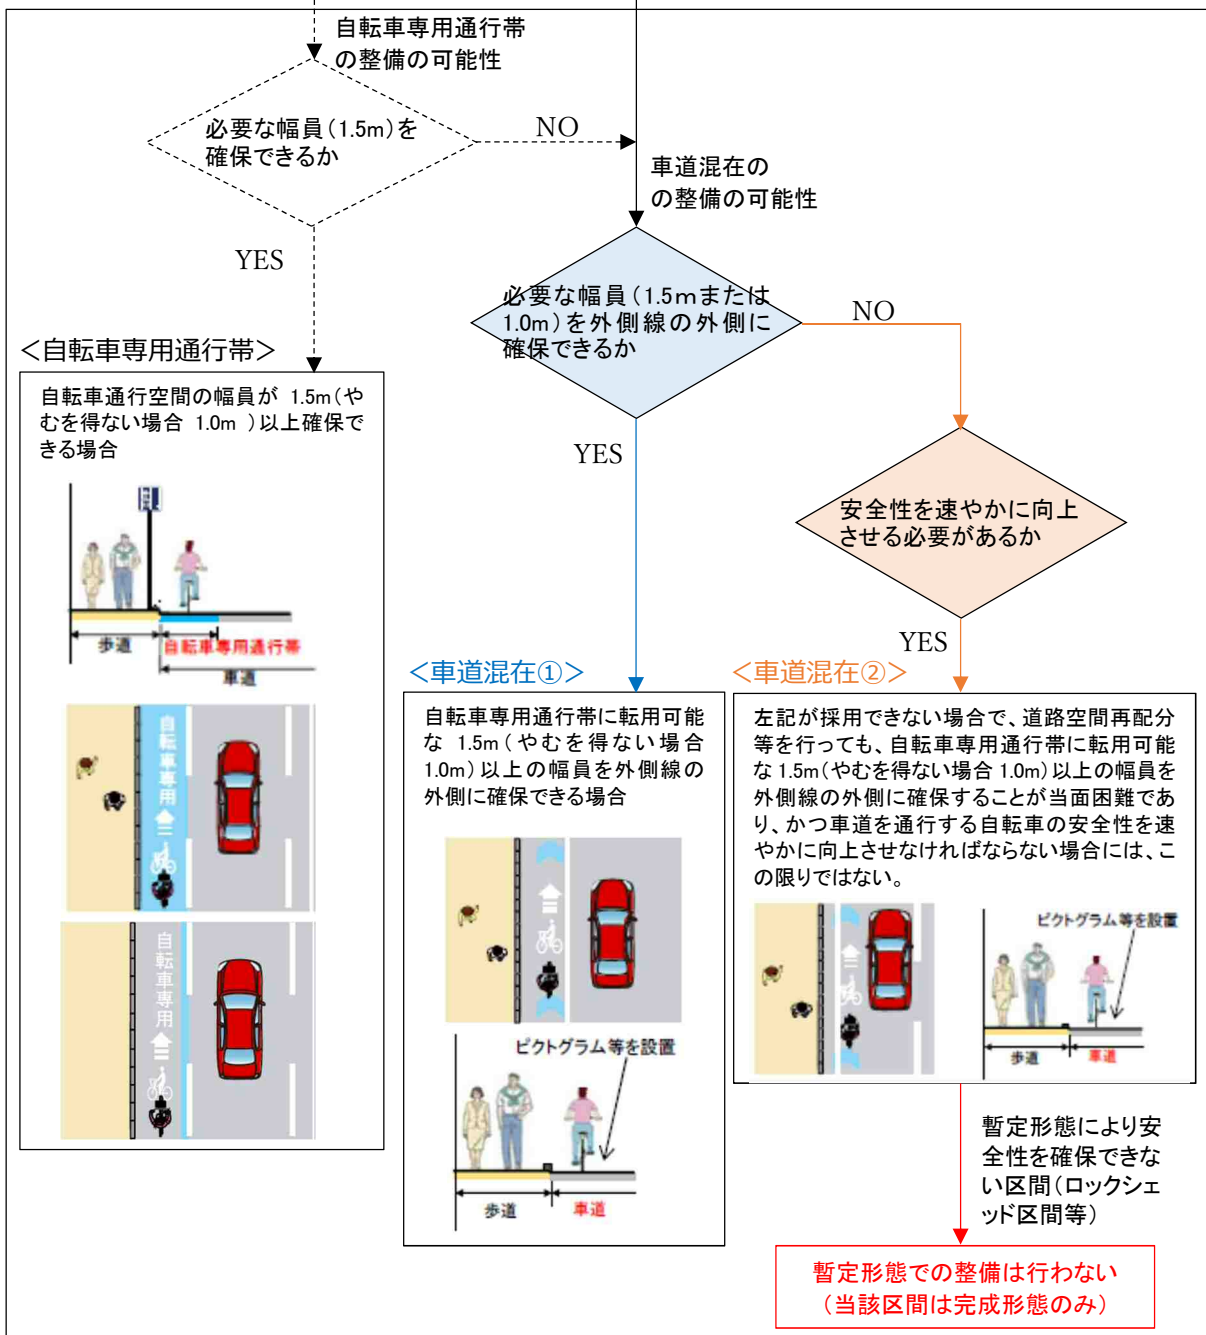 自転車専用通行帯
の整備の可能性
必要な幅員（1.5m）を
確保できるか
NO
車道混在の
の整備の可能性
YES
必要な幅員（1.5mまたは
1.0m）を外側線の外側に
確保できるか
NO
YES
安全性を速やかに向上
させる必要があるか
YES
＜自転車専用通行帯＞
自転車通行空間の幅員が 1.5m（や
むを得ない場合 1.0m ）以上確保で
きる場合
歩道
自転車専用通行帯
車道
自転車専用
自転車専用
＜車道混在①＞
自転車専用通行帯に転用可能
な 1.5m（やむを得ない場合
1.0m）以上の幅員を外側線の
外側に確保できる場合
ピクトグラム等を設置
歩道
車道
＜車道混在②＞
左記が採用できない場合で、道路空間再配分
等を行っても、自転車専用通行帯に転用可能
な 1.5m（やむを得ない場合 1.0m）以上の幅員を
外側線の外側に確保することが当面困難であ
り、かつ車道を通行する自転車の安全性を速
やかに向上させなければならない場合には、こ
の限りではない。
ピクトグラム等を設置
歩道
車道
暫定形態により安
全性を確保できな
い区間（ロックシェ
ッド区間等）
暫定形態での整備は行わない
（当該区間は完成形態のみ）